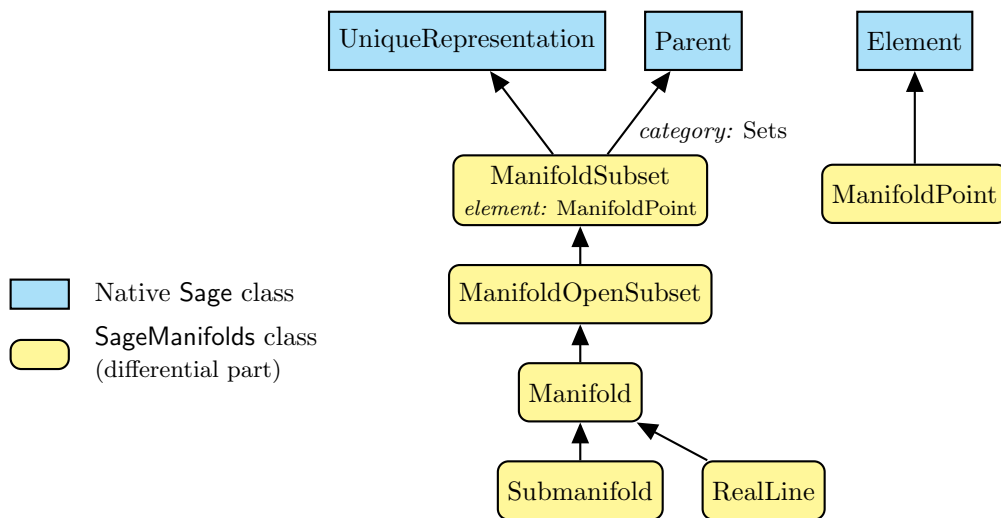 UniqueRepresentation
Parent
Element
category: Sets
ManifoldSubset
element: ManifoldPoint
ManifoldPoint
ManifoldOpenSubset
Native Sage class
SageManifolds class
(differential part)
Manifold
Submanifold
RealLine